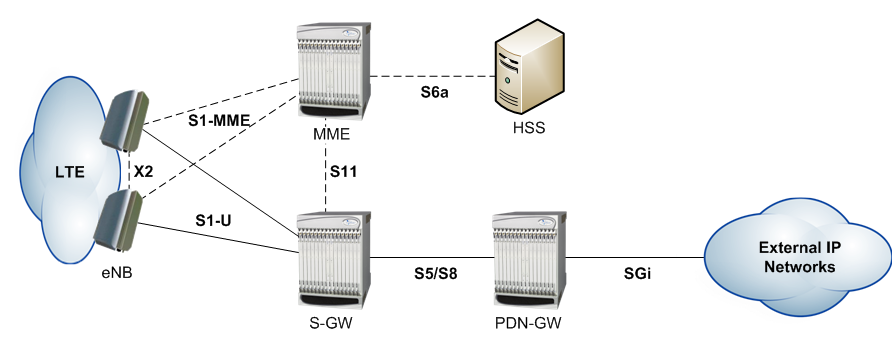 S6a
S1-MME
MME
HSS
LTE
X2
S11
S1-U
eNB
External IP
Networks
S5/S8
SGi
S-GW
PDN-GW